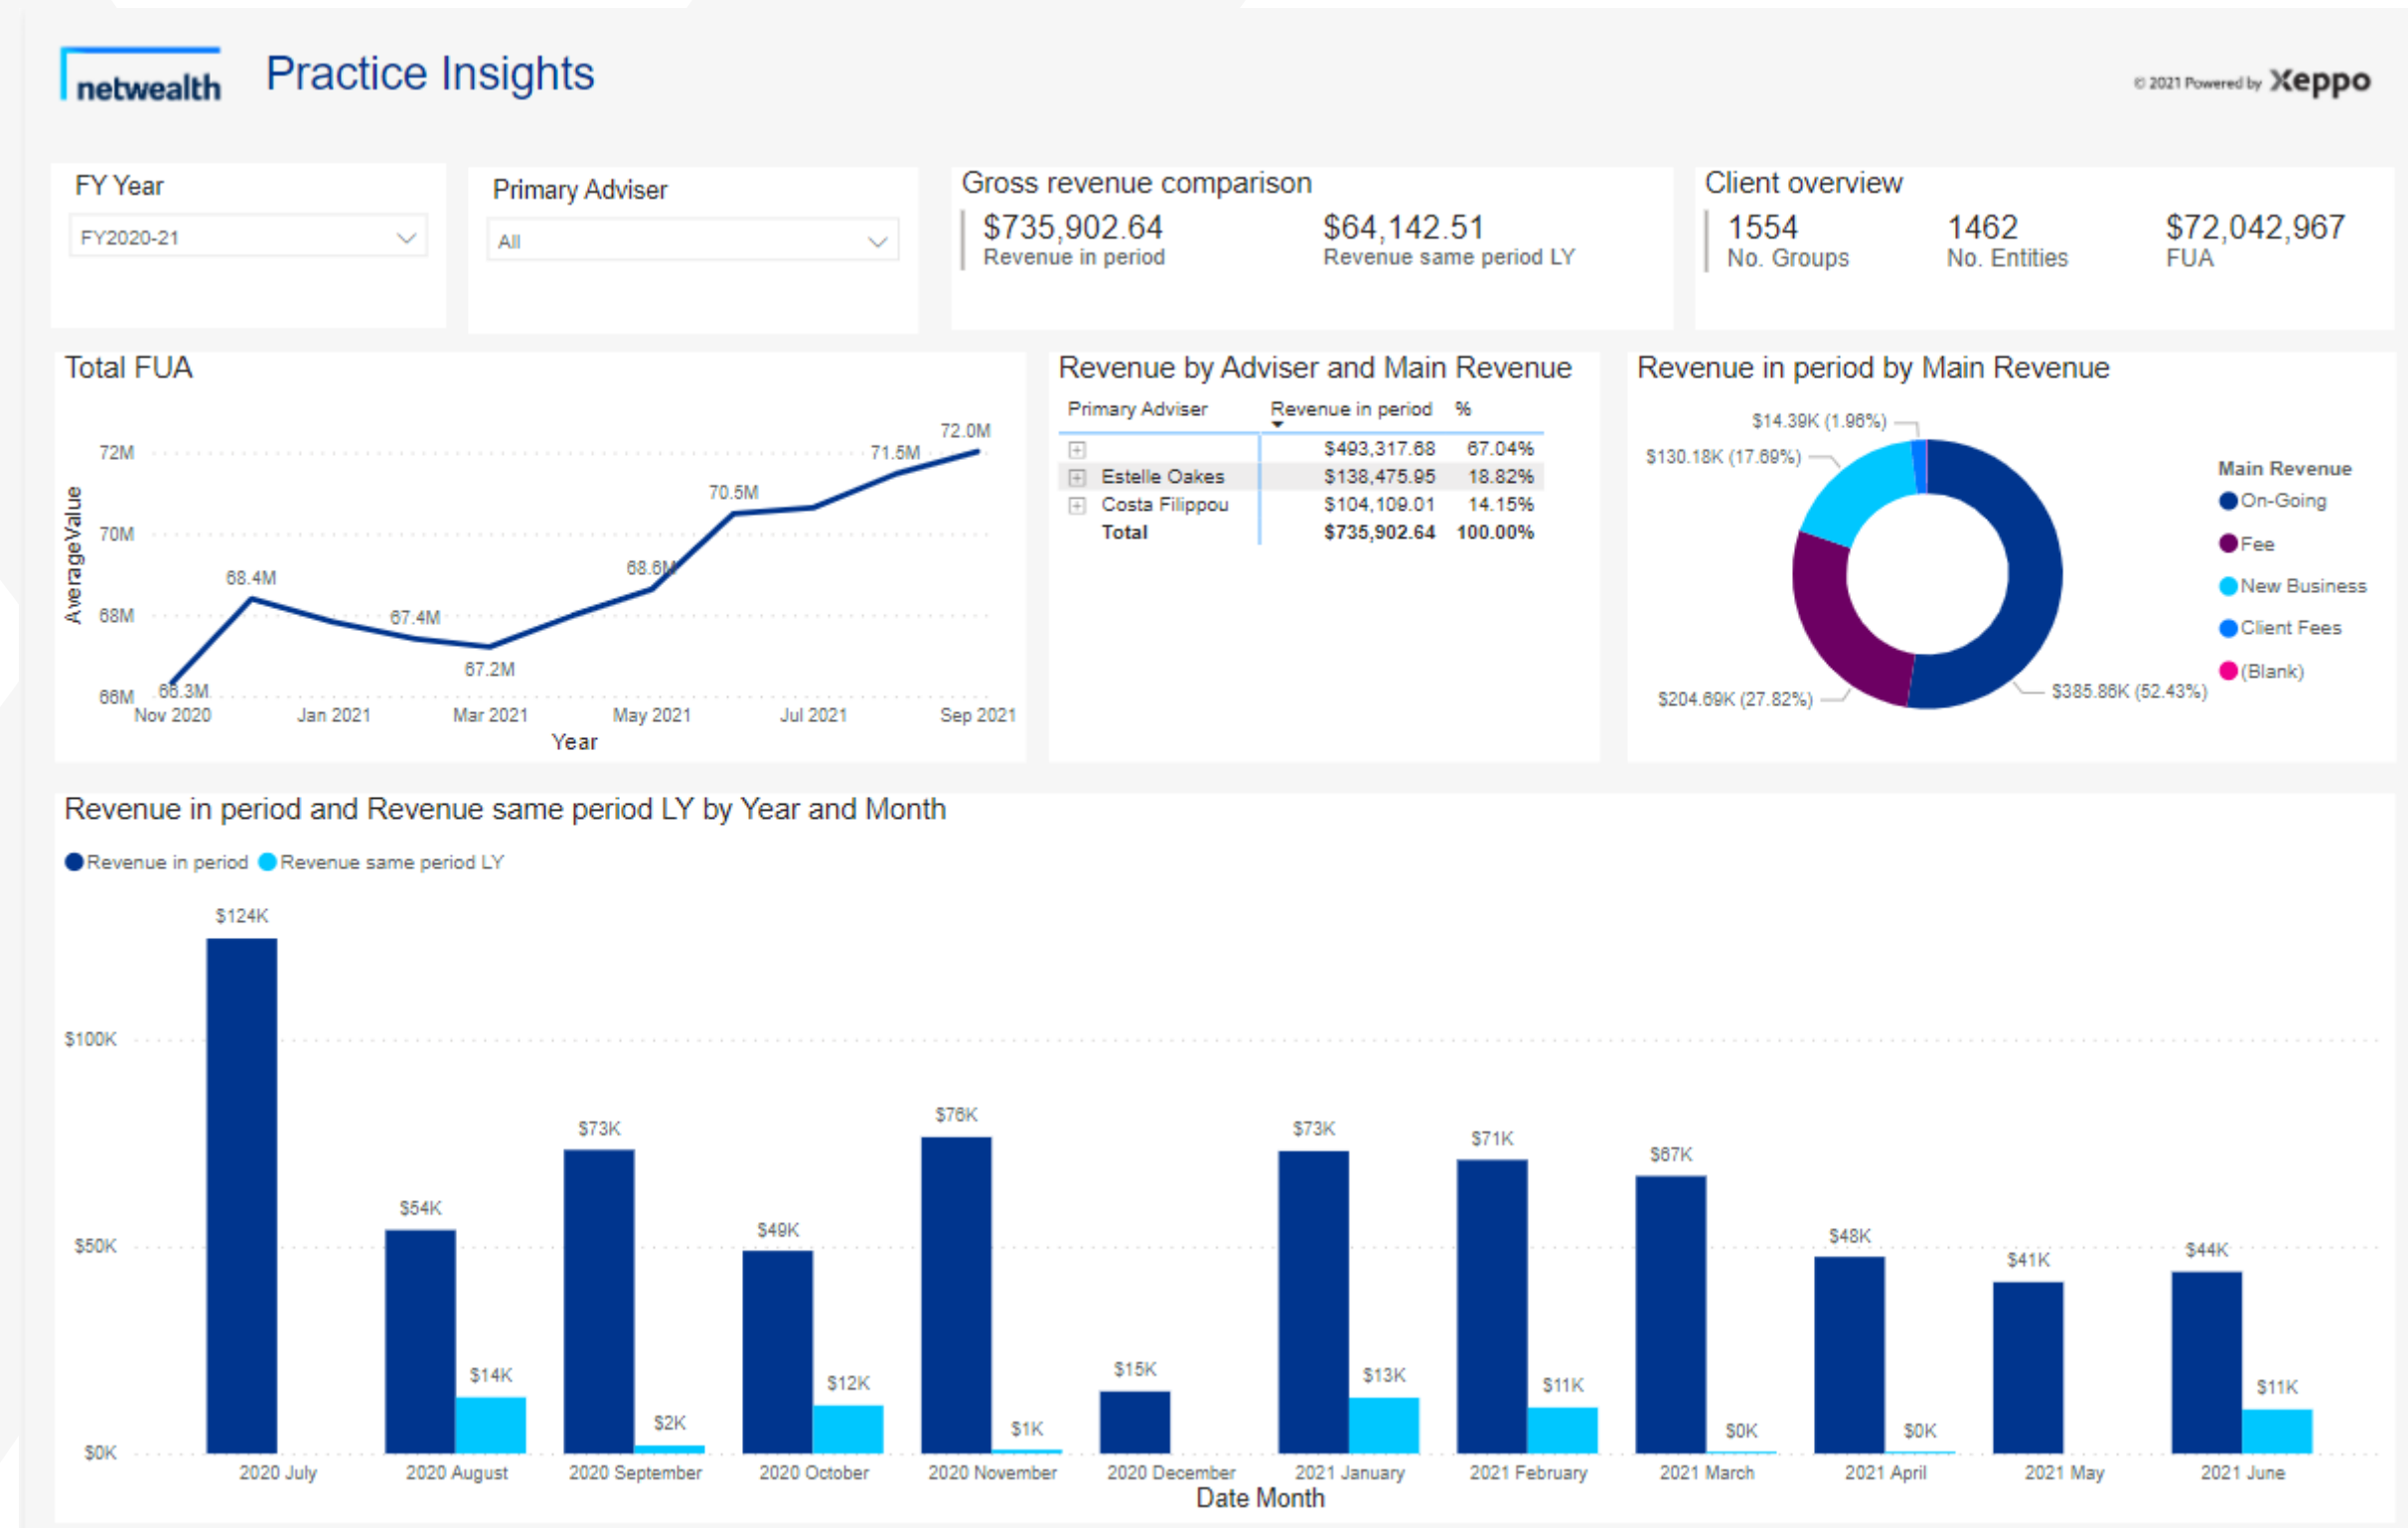 netwealth
Practice Insights
© 2021 Powered by Xeppo
FY Year
FY2020-21
Primary Adviser
All
Gross revenue comparison
$735,902.64
Revenue in period
$64,142.51
Revenue same period LY
Client overview
1554
No. Groups
1462
No. Entities
$72,042,967
FUA
Total FUA
AverageValue
72M
70M
68M
66M
66.3M
68.4M
67.4M
67.2M
68.6M
70.5M
71.5M
72.0M
Nov 2020
Jan 2021
Mar 2021
May 2021
Jul 2021
Sep 2021
Year
Revenue by Adviser and Main Revenue
Primary Adviser Revenue in period %
$493,317.68 67.04%
Estelle Oakes $138,475.95 18.82%
Costa Filippou $104,109.01 14.15%
Total $735,902.64 100.00%
Revenue in period by Main Revenue
$14.39K (1.96%)
$130.18K (17.69%)
$204.69K (27.82%)
$385.86K (52.43%)
Main Revenue
On-Going
Fee
New Business
Client Fees
(Blank)
Revenue in period and Revenue same period LY by Year and Month
Revenue in period Revenue same period LY
$100K
$50K
$0K
$124K
$54K
$14K
$73K
$2K
$49K
$12K
$76K
$1K
$15K
$73K
$13K
$71K
$11K
$67K
$0K
$48K
$0K
$41K
$44K
$11K
2020 July
2020 August
2020 September
2020 October
2020 November
2020 December
2021 January
2021 February
2021 March
2021 April
2021 May
2021 June
Date Month